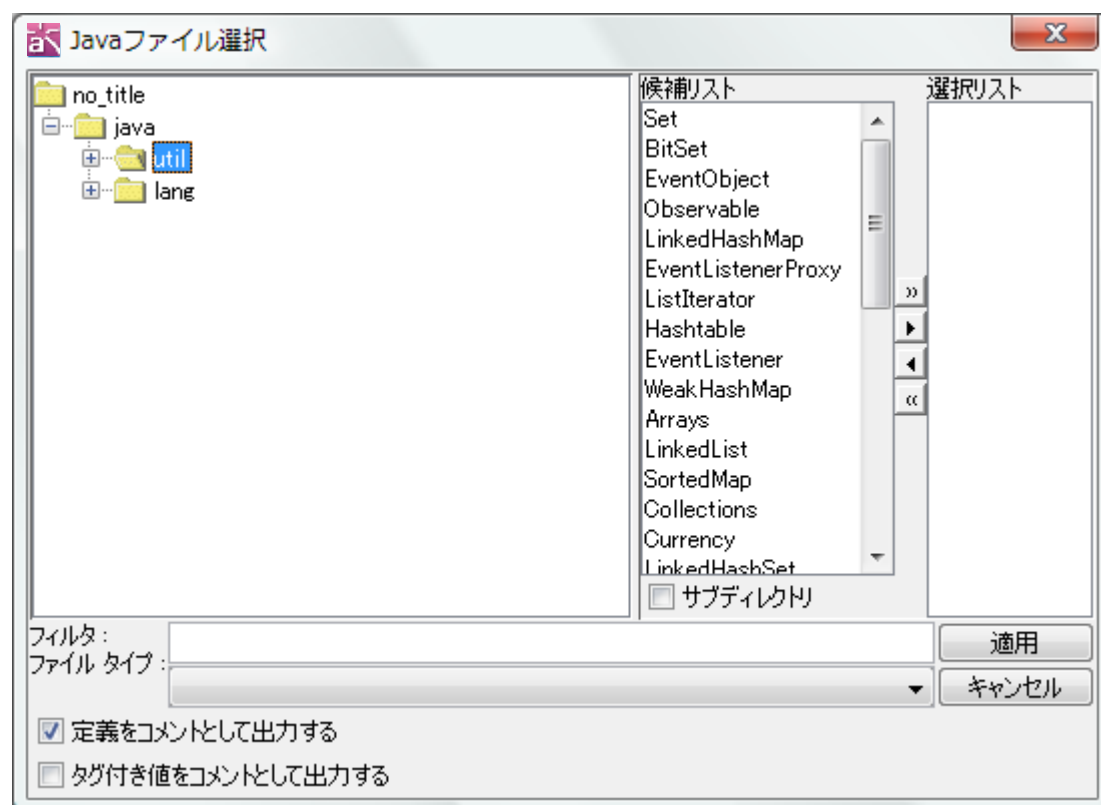 Javaファイル選択
no_title
java
util
lang
候補リスト
Set
BitSet
EventObject
Observable
LinkedHashMap
EventListenerProxy
ListIterator
Hashtable
EventListener
WeakHashMap
Arrays
LinkedList
SortedMap
Collections
Currency
LinkedHashSet
サブディレクトリ
選択リスト
フィルタ :
適用
ファイル タイプ :
キャンセル
定義をコメントとして出力する
タグ付き値をコメントとして出力する